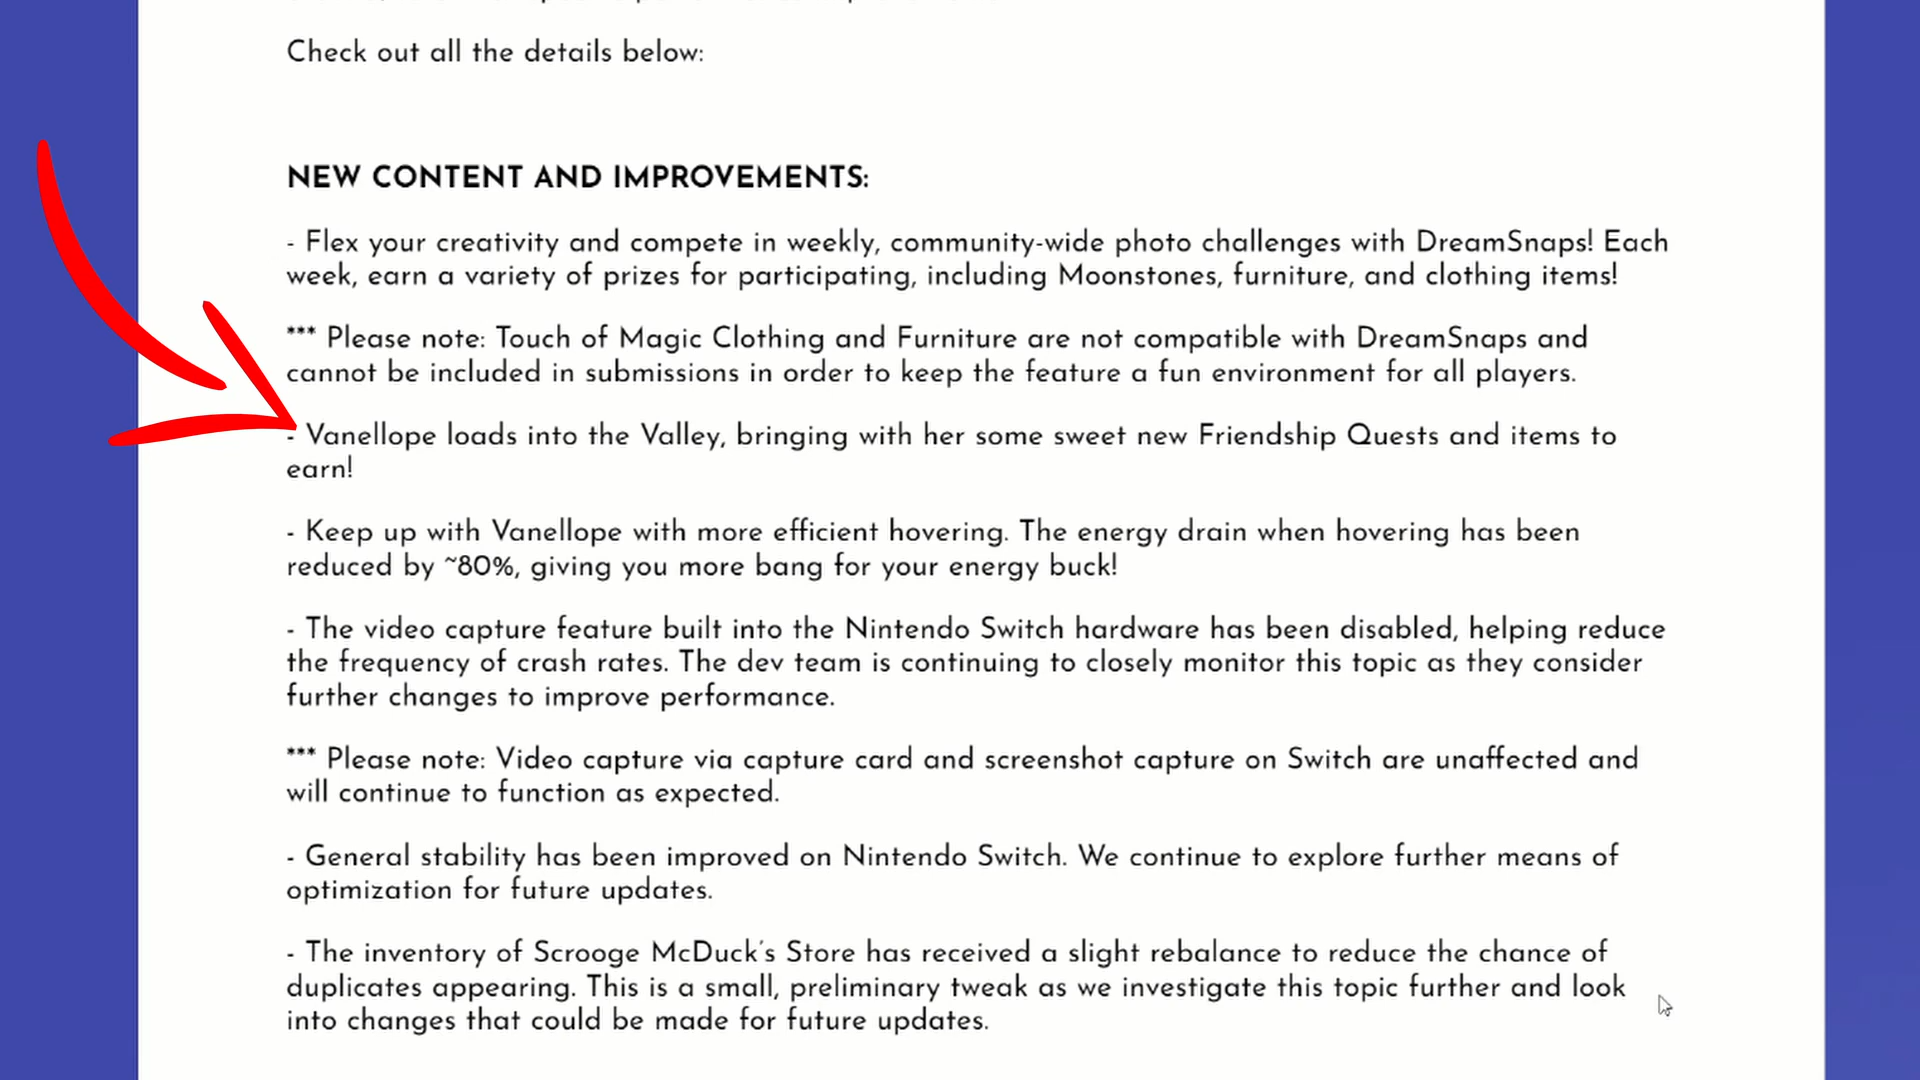 Check out all the details below:
NEW CONTENT AND IMPROVEMENTS:
- Flex your creativity and compete in weekly, community-wide photo challenges with DreamSnaps! Each
week, earn a variety of prizes for participating, including Moonstones, furniture, and clothing items!
*** Please note: Touch of Magic Clothing and Furniture are not compatible with DreamSnaps and
cannot be included in submissions in order to keep the feature a fun environment for all players.
- Vanellope loads into the Valley, bringing with her some sweet new Friendship Quests and items to
earn!
- Keep up with Vanellope with more efficient hovering. The energy drain when hovering has been
reduced by ~80%, giving you more bang for your energy buck!
- The video capture feature built into the Nintendo Switch hardware has been disabled, helping reduce
the frequency of crash rates. The dev team is continuing to closely monitor this topic as they consider
further changes to improve performance.
*** Please note: Video capture via capture card and screenshot capture on Switch are unaffected and
will continue to function as expected.
- General stability has been improved on Nintendo Switch. We continue to explore further means of
optimization for future updates.
- The inventory of Scrooge McDuck's Store has received a slight rebalance to reduce the chance of
duplicates appearing. This is a small, preliminary tweak as we investigate this topic further and look
into changes that could be made for future updates.